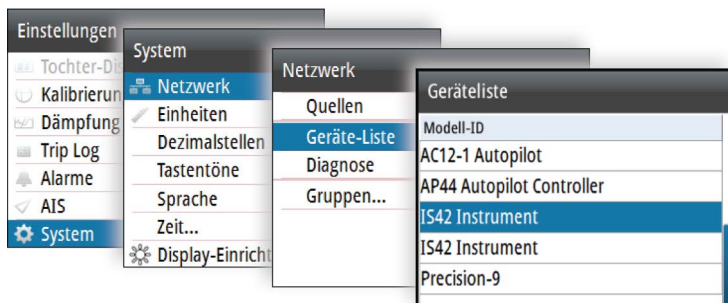 Einstellungen
Kalibrierun
Dämpfung
Trip Log
Alarme
AIS
System
System
Netzwerk
Einheiten
Dezimalstellen
Tastentöne
Sprache
Zeit...
Display-Einricht
Netzwerk
Quellen
Geräte-Liste
Diagnose
Gruppen...
Geräteliste
Modell-ID
AC12-1 Autopilot
AP44 Autopilot Controller
IS42 Instrument
IS42 Instrument
Precision-9